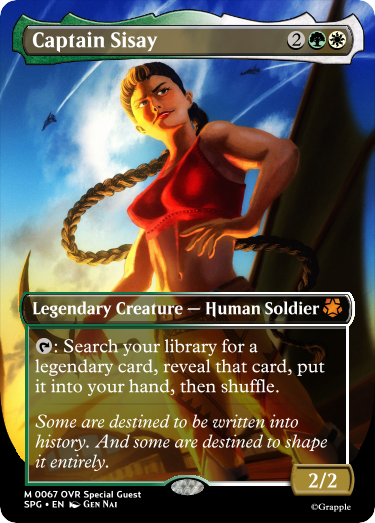 Captain Sisay 2
Legendary Creature — Human Soldier
: Search your library for a
legendary card, reveal that card, put
it into your hand, then shuffle.
Some are destined to be written into
history. And some are destined to shape
it entirely.
2/2
M 0067 OVR Special Guest
SPG • EN Gen Nai
©Grapple